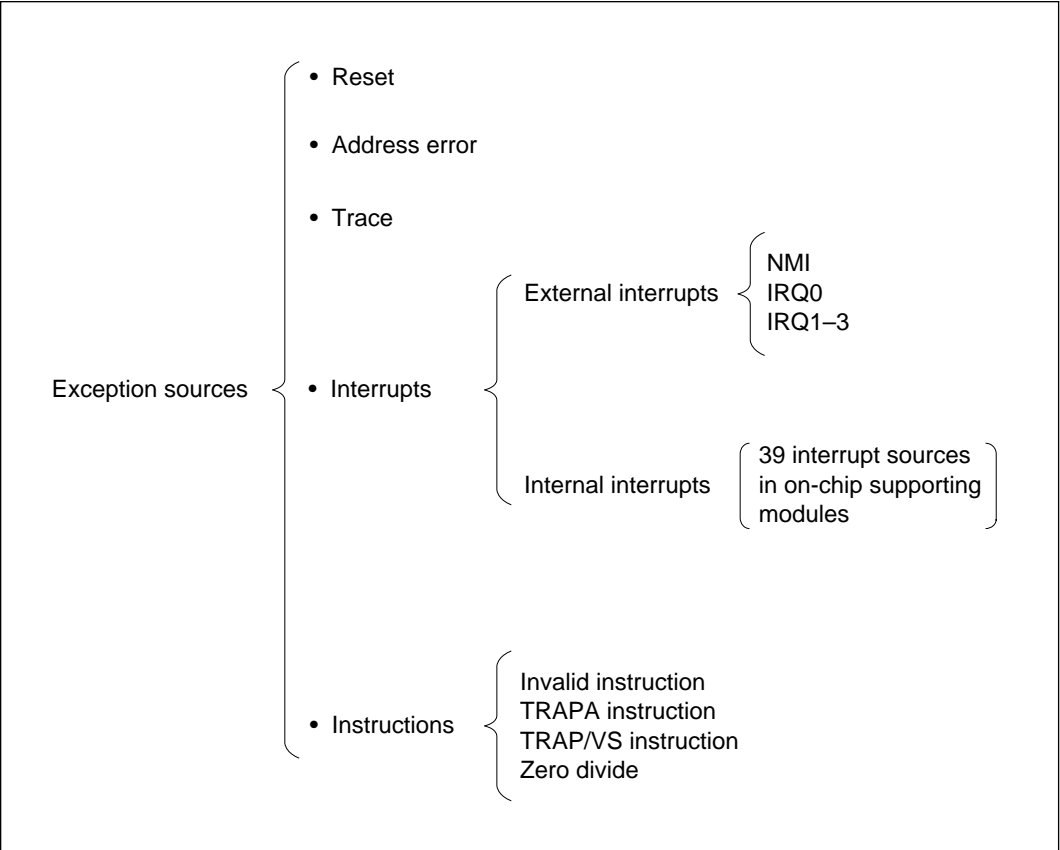 Exception sources
• Reset
• Address error
• Trace
• Interrupts
External interrupts
NMI
IRQ0
IRQ1–3
Internal interrupts
39 interrupt sources
in on-chip supporting
modules
• Instructions
Invalid instruction
TRAPA instruction
TRAP/VS instruction
Zero divide